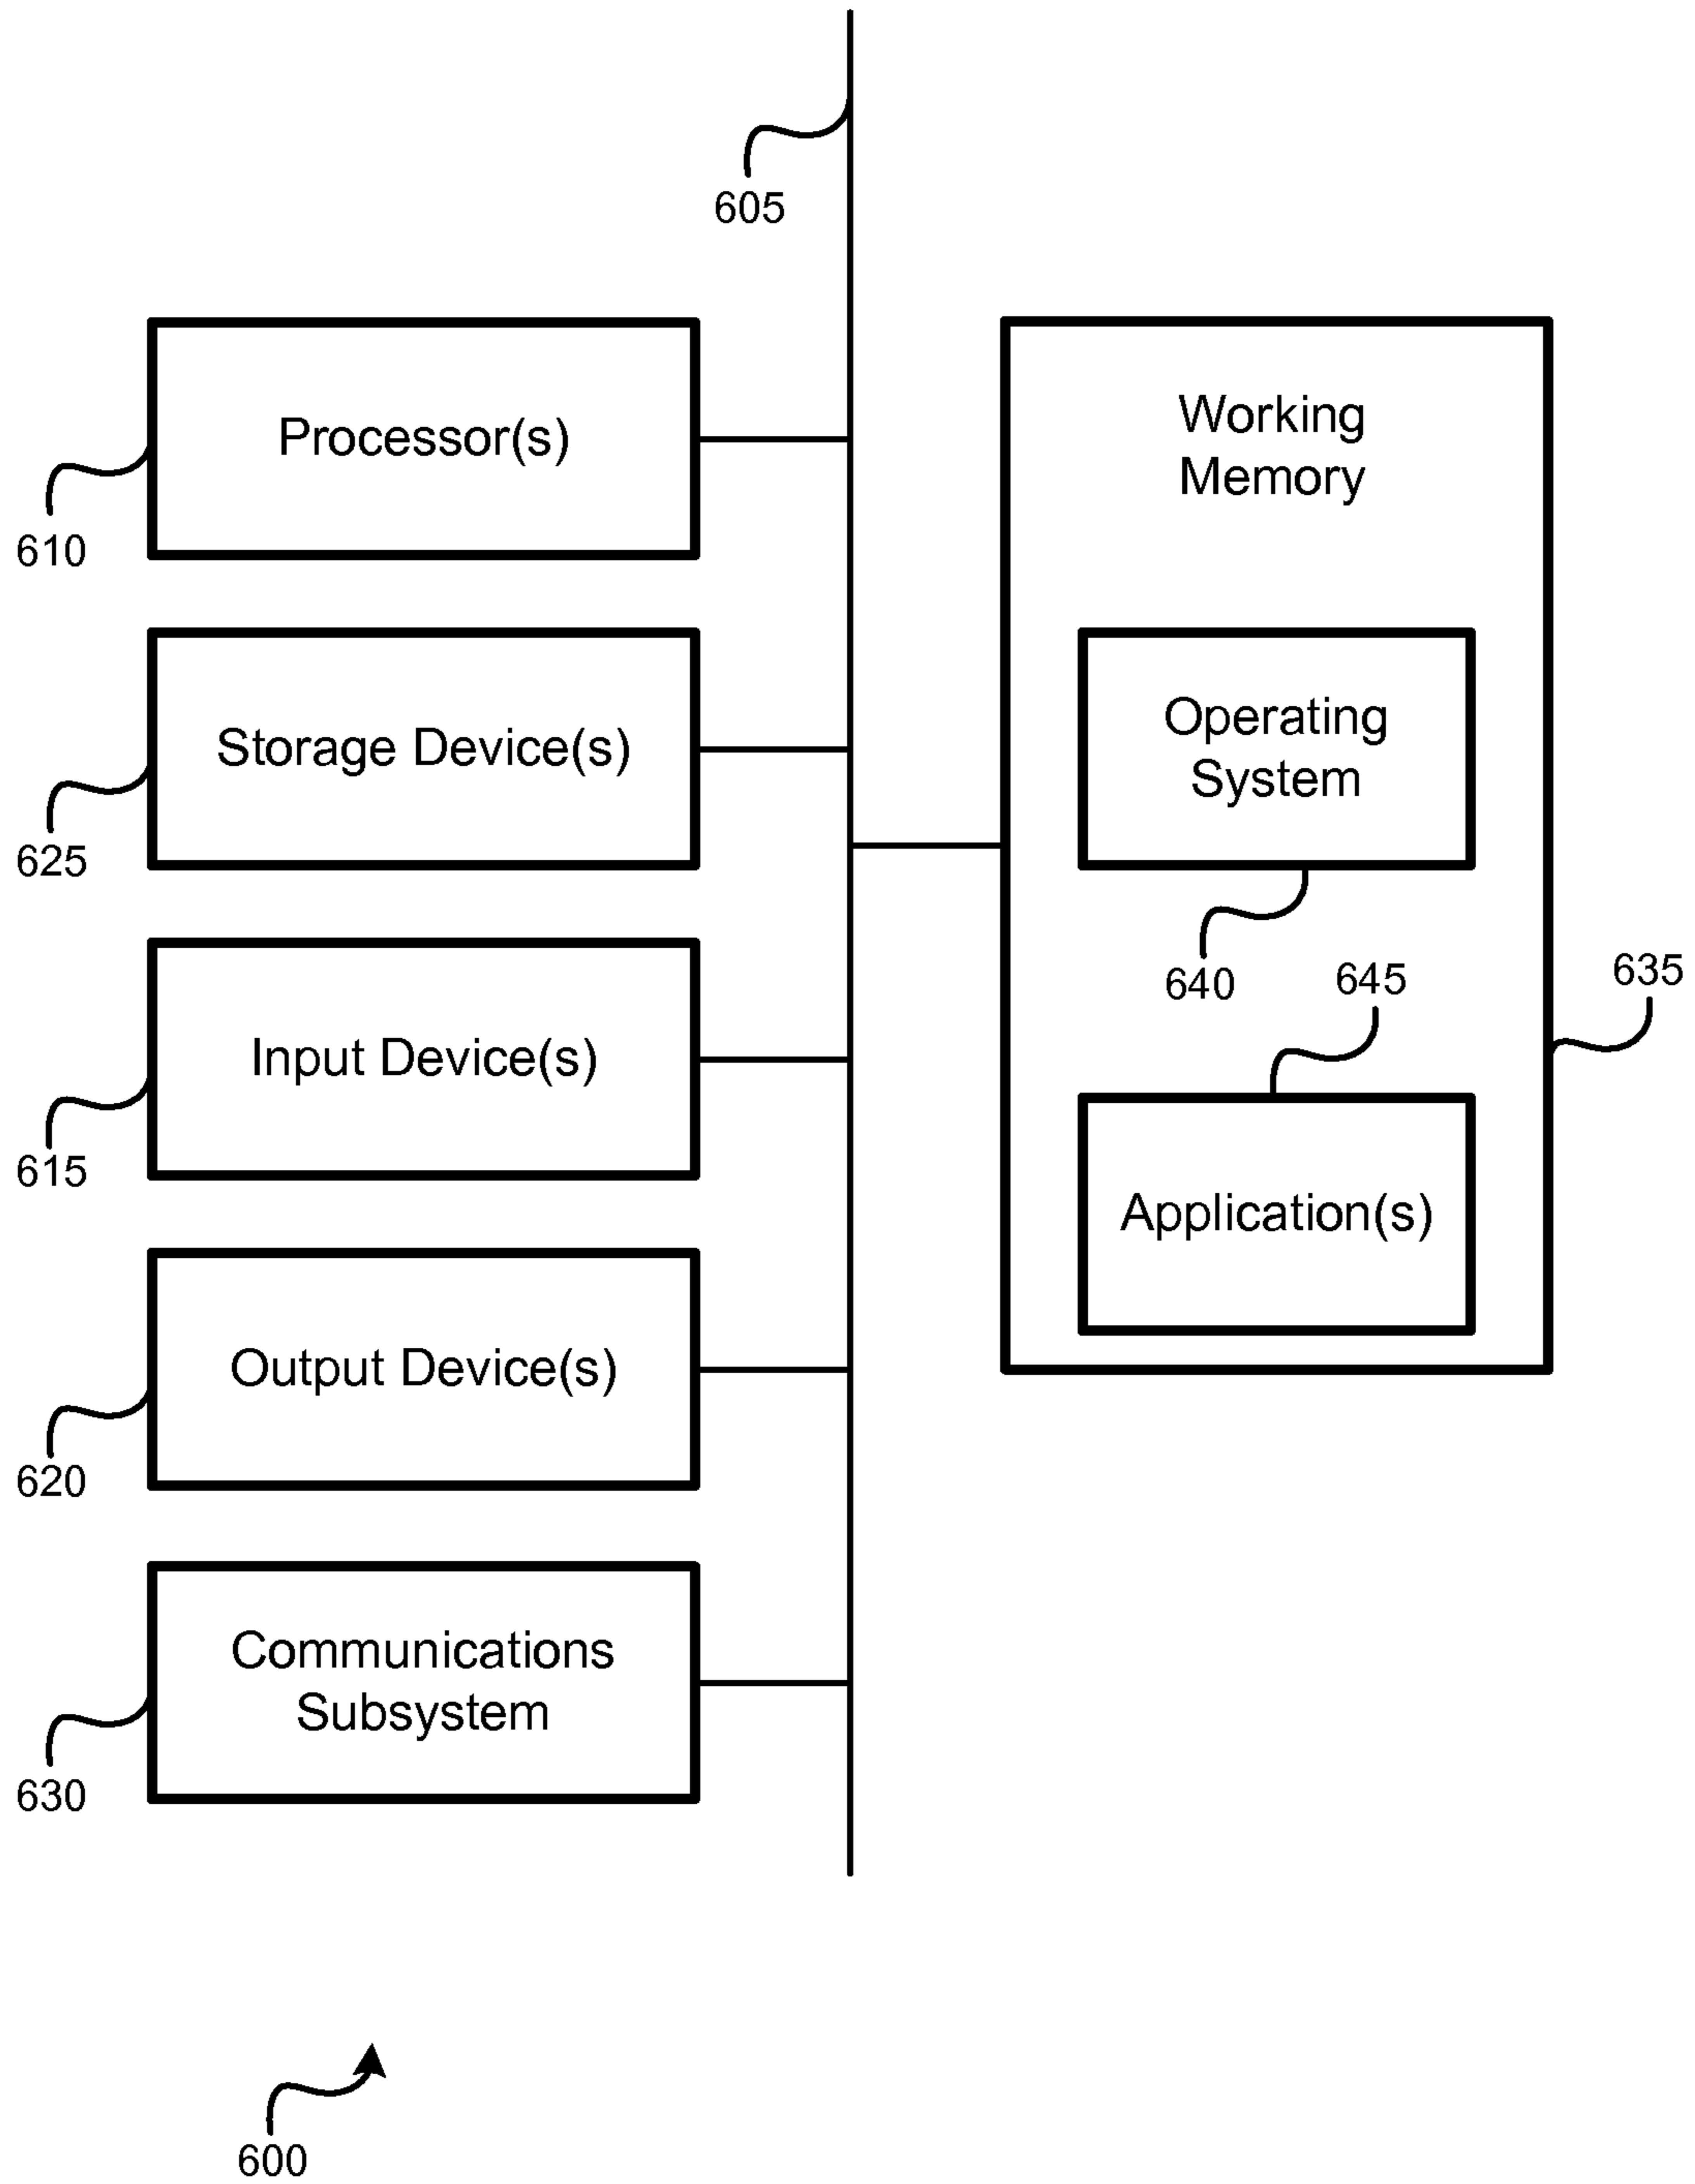 605
Processor(s)
610
Storage Device(s)
625
Input Device(s)
615
Output Device(s)
620
Communications
Subsystem
630
Working
Memory
Operating
System
640
645
635
Application(s)
600